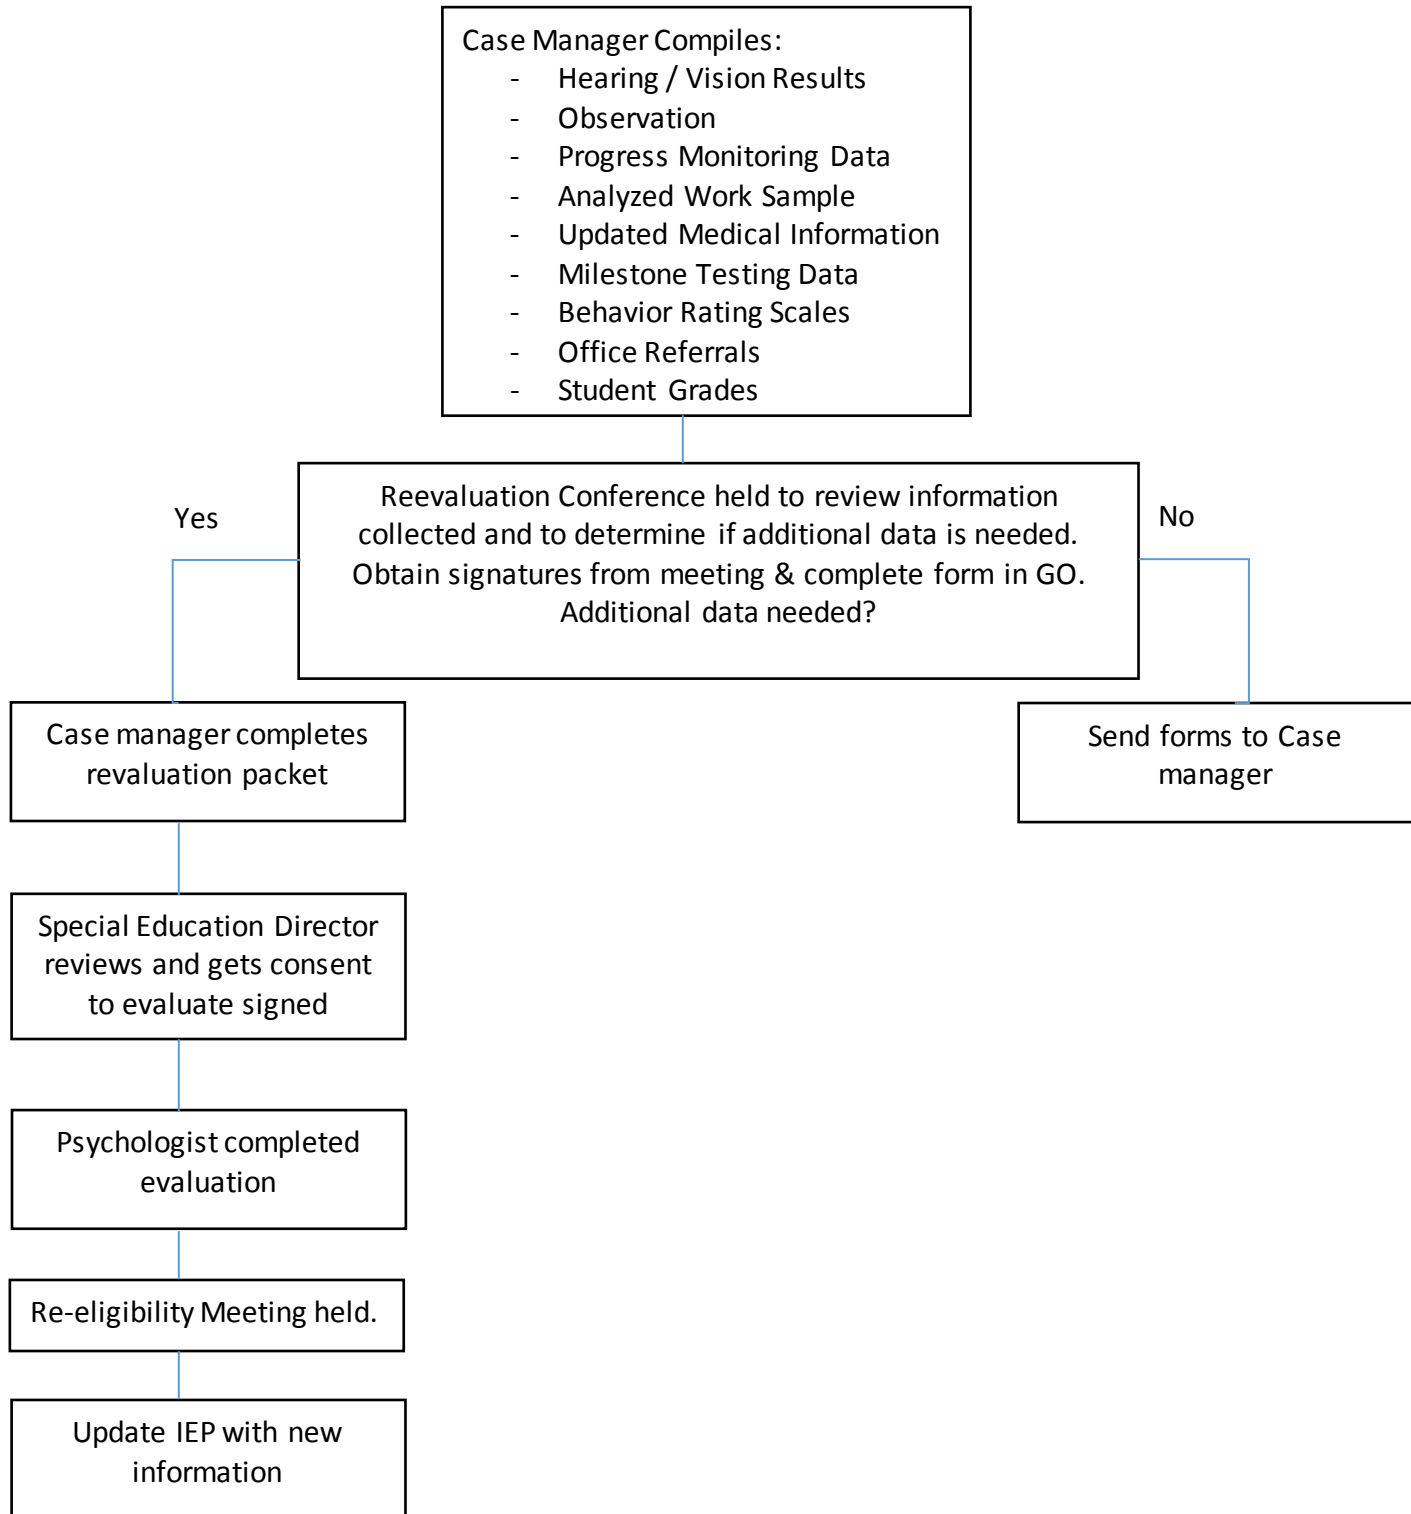 Case Manager Compiles:
- Hearing / Vision Results
- Observation
- Progress Monitoring Data
- Analyzed Work Sample
- Updated Medical Information
- Milestone Testing Data
- Behavior Rating Scales
- Office Referrals
- Student Grades
Reevaluation Conference held to review information
collected and to determine if additional data is needed.
Obtain signatures from meeting & complete form in GO.
Additional data needed?
Yes
No
Case manager completes
revaluation packet
Send forms to Case
manager
Special Education Director
reviews and gets consent
to evaluate signed
Psychologist completed
evaluation
Re-eligibility Meeting held.
Update IEP with new
information